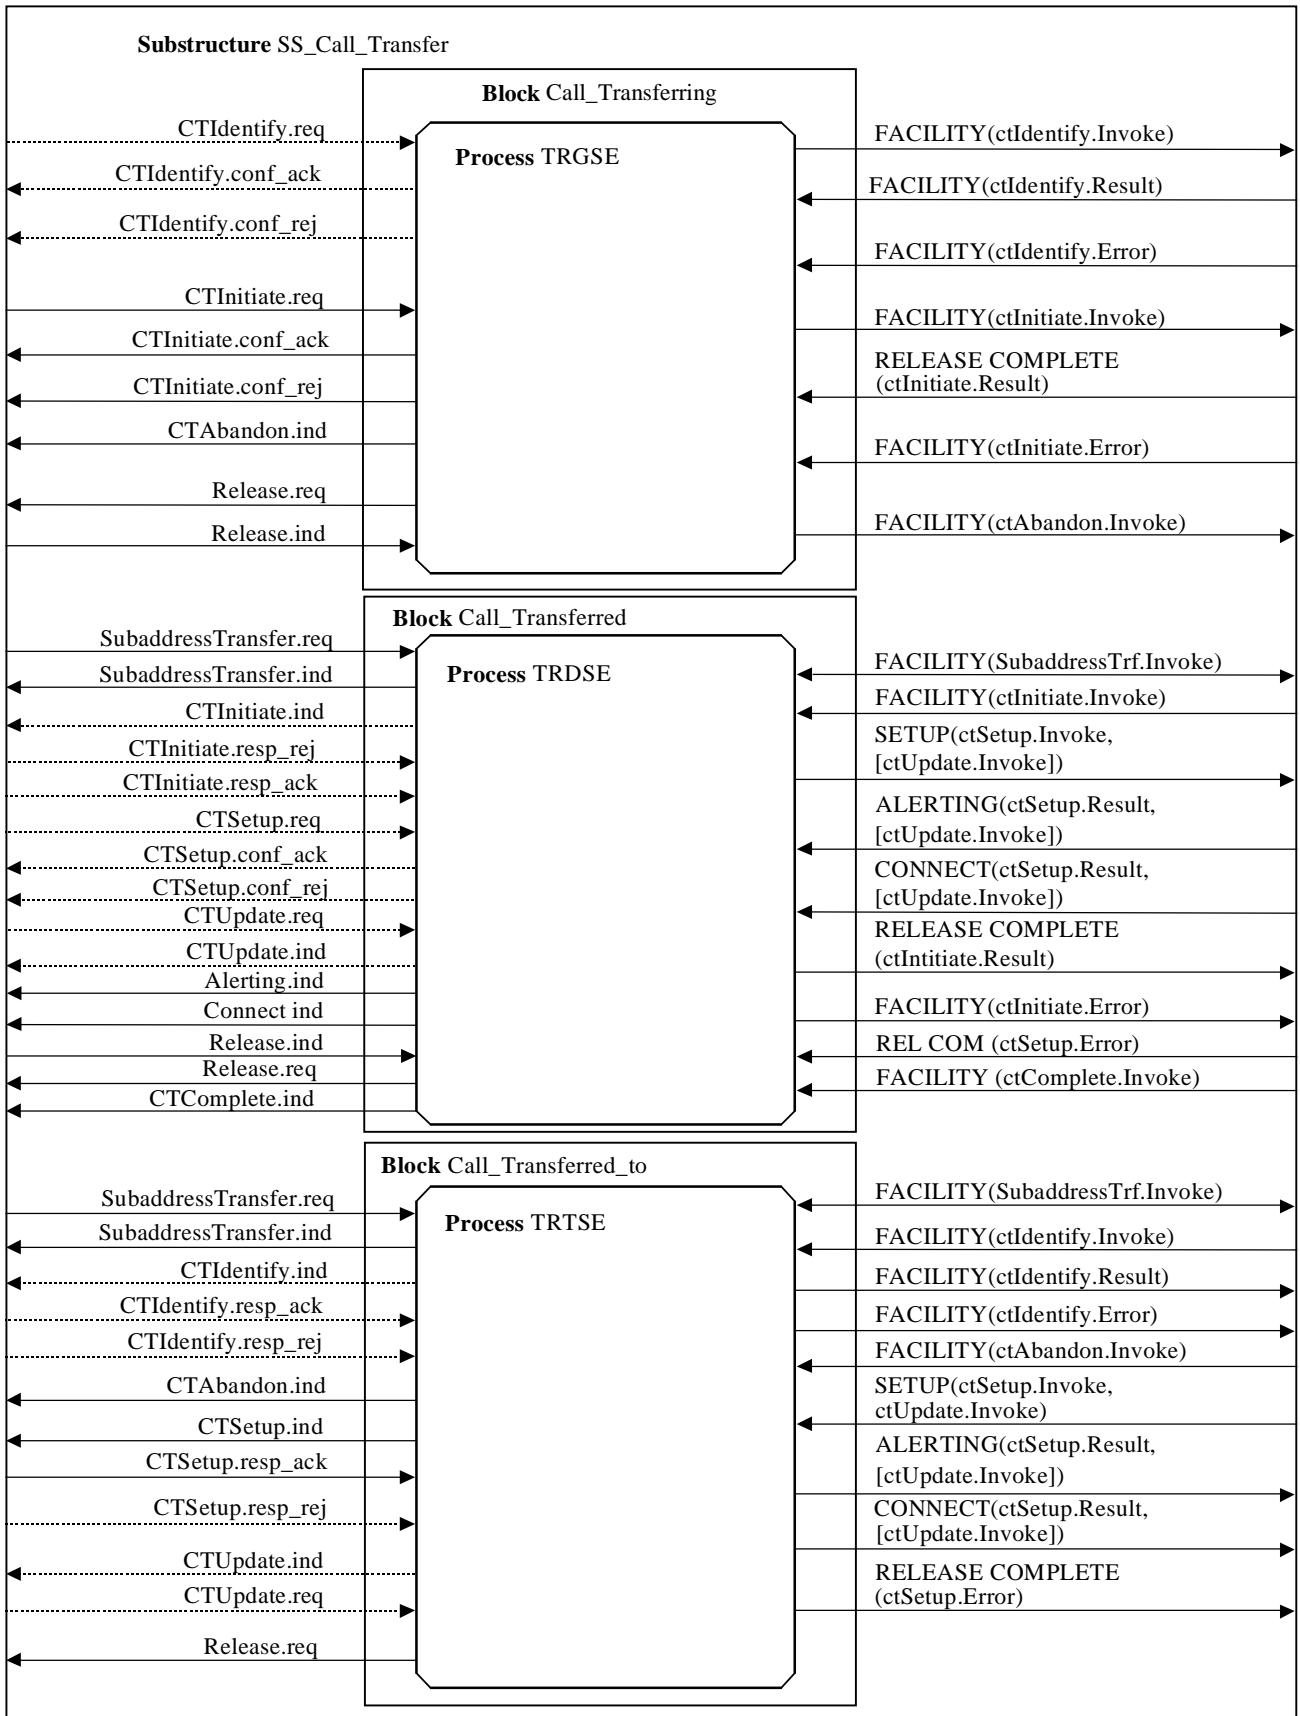 Substructure SS_Call_Transfer
Block Call_Transferring
Process TRGSE
CTIdentify.req
CTIdentify.conf_ack
CTIdentify.conf_rej
CTInitiate.req
CTInitiate.conf_ack
CTInitiate.conf_rej
CTAbandon.ind
Release.req
Release.ind
FACILITY(ctIdentify.Invoke)
FACILITY(ctIdentify.Result)
FACILITY(ctIdentify.Error)
FACILITY(ctInitiate.Invoke)
RELEASE COMPLETE
(ctInitiate.Result)
FACILITY(ctInitiate.Error)
FACILITY(ctAbandon.Invoke)
Block Call_Transferred
Process TRDSE
SubaddressTransfer.req
SubaddressTransfer.ind
CTInitiate.ind
CTInitiate.resp_rej
CTInitiate.resp_ack
CTSetup.req
CTSetup.conf_ack
CTSetup.conf_rej
CTUpdate.req
CTUpdate.ind
Alerting.ind
Connect ind
Release.ind
Release.req
CTComplete.ind
FACILITY(SubaddressTrf.Invoke)
FACILITY(ctInitiate.Invoke)
SETUP(ctSetup.Invoke,
[ctUpdate.Invoke])
ALERTING(ctSetup.Result,
[ctUpdate.Invoke])
CONNECT(ctSetup.Result,
[ctUpdate.Invoke])
RELEASE COMPLETE
(ctIntitiate.Result)
FACILITY(ctInitiate.Error)
REL COM (ctSetup.Error)
FACILITY (ctComplete.Invoke)
Block Call_Transferred_to
Process TRTSE
SubaddressTransfer.req
SubaddressTransfer.ind
CTIdentify.ind
CTIdentify.resp_ack
CTIdentify.resp_rej
CTAbandon.ind
CTSetup.ind
CTSetup.resp_ack
CTSetup.resp_rej
CTUpdate.ind
CTUpdate.req
Release.req
FACILITY(SubaddressTrf.Invoke)
FACILITY(ctIdentify.Invoke)
FACILITY(ctIdentify.Result)
FACILITY(ctIdentify.Error)
FACILITY(ctAbandon.Invoke)
SETUP(ctSetup.Invoke,
ctUpdate.Invoke)
ALERTING(ctSetup.Result,
[ctUpdate.Invoke])
CONNECT(ctSetup.Result,
[ctUpdate.Invoke])
RELEASE COMPLETE
(ctSetup.Error)